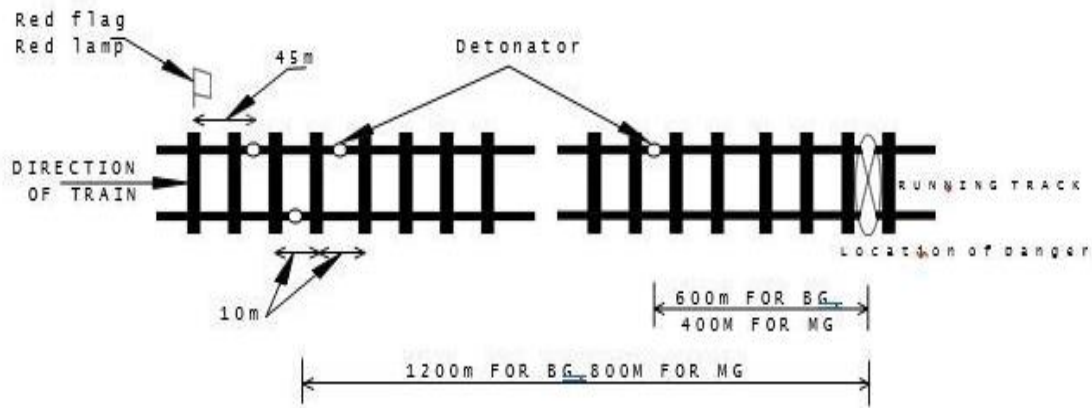 Red flag
Red lamp
45m
Detonator
DIRECTION
OF TRAIN
RUNNING TRACK
Location of Danger
10m
600m FOR BG
400M FOR MG
1200m FOR BG 800M FOR MG